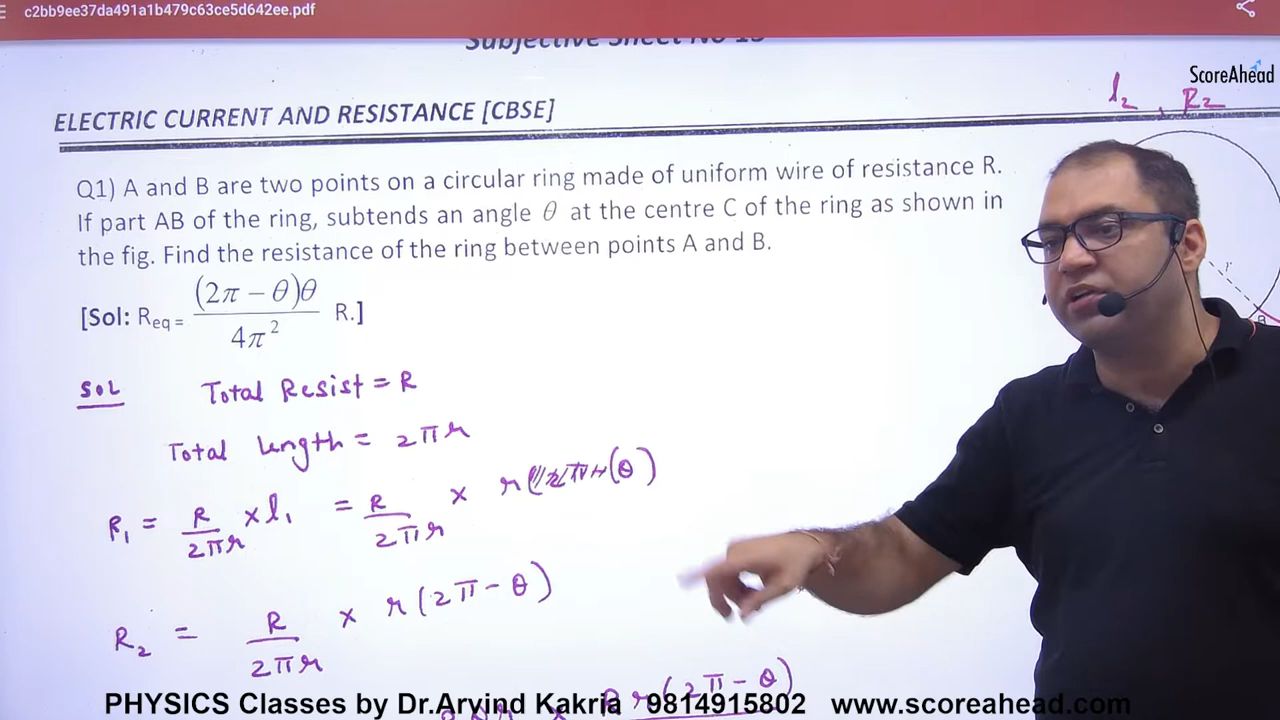 c2bb9ee37da491a1b479c63ce5d642ee.pdf
Subjective Sheet No
ScoreAhead
l₂ , R₂
ELECTRIC CURRENT AND RESISTANCE [CBSE]
Q1) A and B are two points on a circular ring made of uniform wire of resistance R.
If part AB of the ring, subtends an angle θ at the centre C of the ring as shown in
the fig. Find the resistance of the ring between points A and B.
[Sol: Req = (2π − θ)θ / 4π² R.]
r
B
Sol Total Resist = R
Total Length = 2πr
R₁ = R/2πr × l₁ = R/2πr × r (θ)
R₂ = R/2πr × r(2π − θ)
× R r(2π − θ)
PHYSICS Classes by Dr.Arvind Kakria 9814915802 www.scoreahead.com